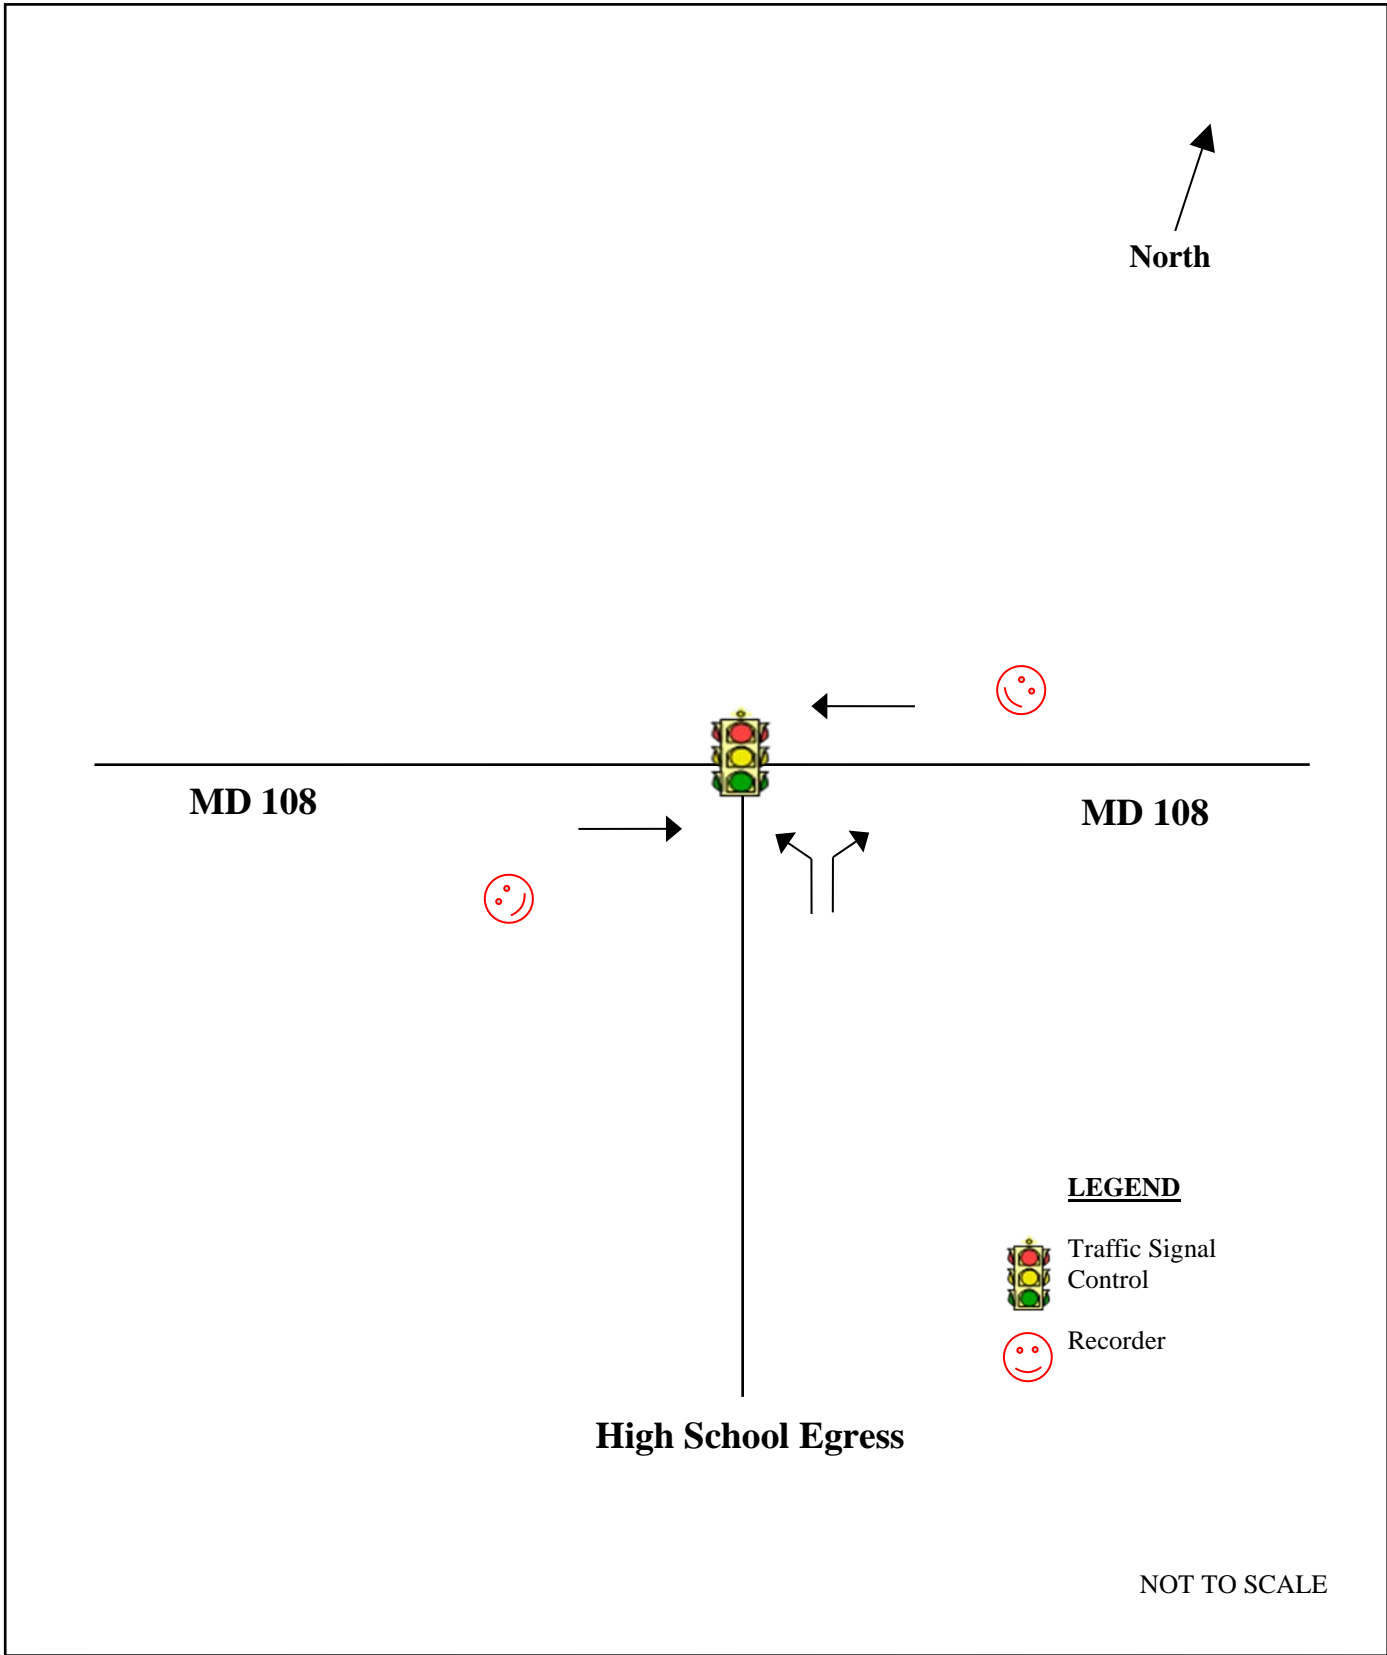 North
MD 108
MD 108
LEGEND
Traffic Signal
Control
Recorder
High School Egress
NOT TO SCALE